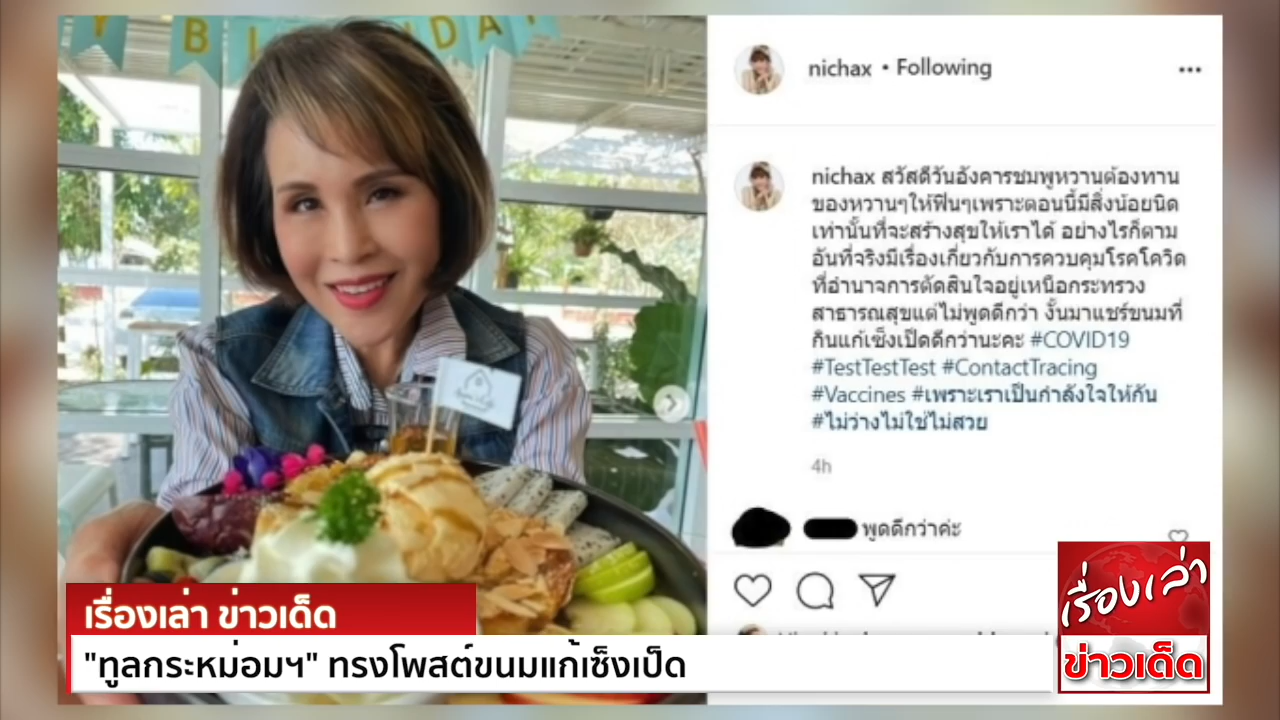 Y BI
DAY
nichax • Following
nichax สวัสดีวันอังคารชมพูหวานต้องทาน
ของหวานๆให้ฟินๆเพราะตอนนี้มีสิ่งน้อยนิด
เท่านั้นที่จะสร้างสุขให้เราได้ อย่างไรก็ตาม
อันที่จริงมีเรื่องเกี่ยวกับการควบคุมโรคโควิด
ที่อำนาจการตัดสินใจอยู่เหนือกระทรวง
สาธารณสุขแต่ไม่พูดดีกว่า งั้นมาแชร์ขนมที่
กินแก้เซ็งเป็ดดีกว่านะคะ #COVID19
#TestTestTest #ContactTracing
#Vaccines #เพราะเราเป็นกำลังใจให้กัน
#ไม่ว่างไม่ใช่ไม่สวย
4h
พูดดีกว่าค่ะ
เรื่องเล่า ข่าวเด็ด
"ทูลกระหม่อมฯ" ทรงโพสต์ขนมแก้เซ็งเป็ด
เรื่องเล่า
ข่าวเด็ด